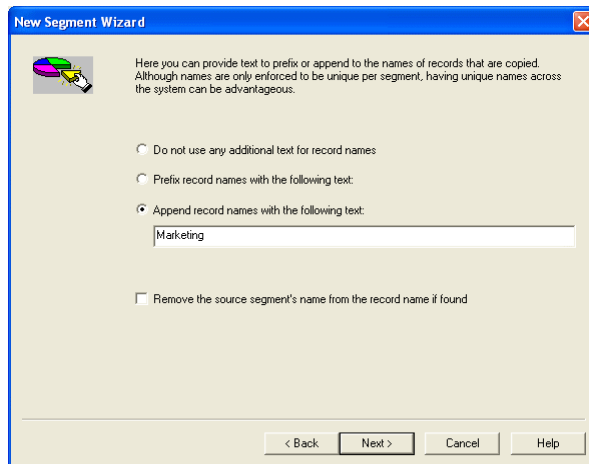 New Segment Wizard
Here you can provide text to prefix or append to the names of records that are copied.
Although names are only enforced to be unique per segment, having unique names across
the system can be advantageous.
Do not use any additional text for record names
Prefix record names with the following text:
Append record names with the following text:
Marketing
Remove the source segment's name from the record name if found
< Back Next > Cancel Help